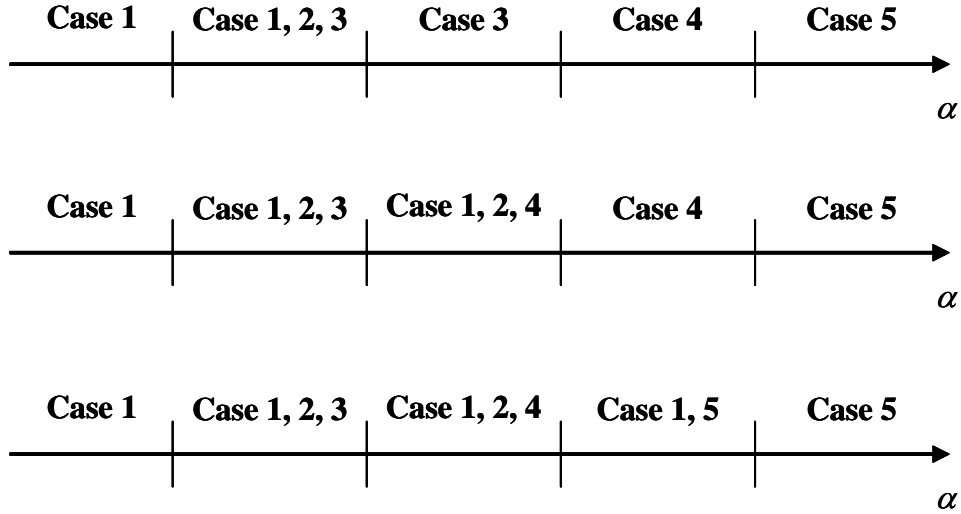 Case 1 Case 1, 2, 3 Case 3 Case 4 Case 5
α
Case 1 Case 1, 2, 3 Case 1, 2, 4 Case 4 Case 5
α
Case 1 Case 1, 2, 3 Case 1, 2, 4 Case 1, 5 Case 5
α